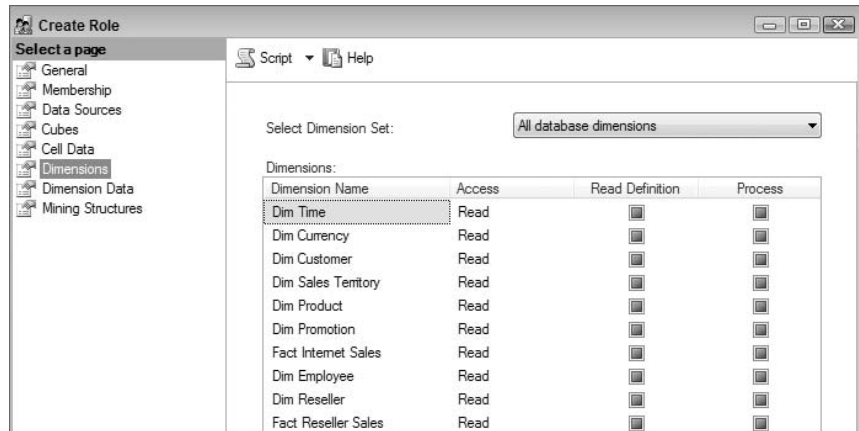 Create Role
Select a page
General
Membership
Data Sources
Cubes
Cell Data
Dimensions
Dimension Data
Mining Structures
Script Help
Select Dimension Set: All database dimensions
Dimensions:
Dimension Name Access Read Definition Process
Dim Time Read
Dim Currency Read
Dim Customer Read
Dim Sales Territory Read
Dim Product Read
Dim Promotion Read
Fact Internet Sales Read
Dim Employee Read
Dim Reseller Read
Fact Reseller Sales Read